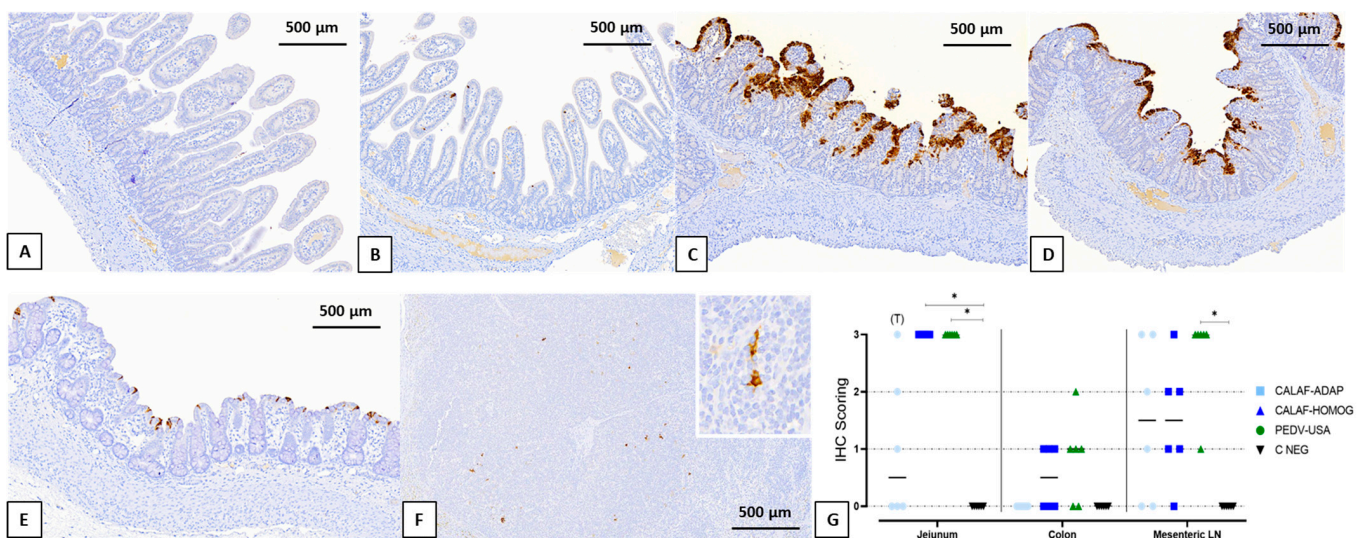 500 µm
500 µm
500 µm
500 µm
A
B
C
D
500 µm
E
500 µm
F
IHC Scoring
3
2
1
0
(T)
*
*
*
Jejunum
Colon
Mesenteric LN
CALAF-ADAP
CALAF-HOMOG
PEDV-USA
C NEG
G